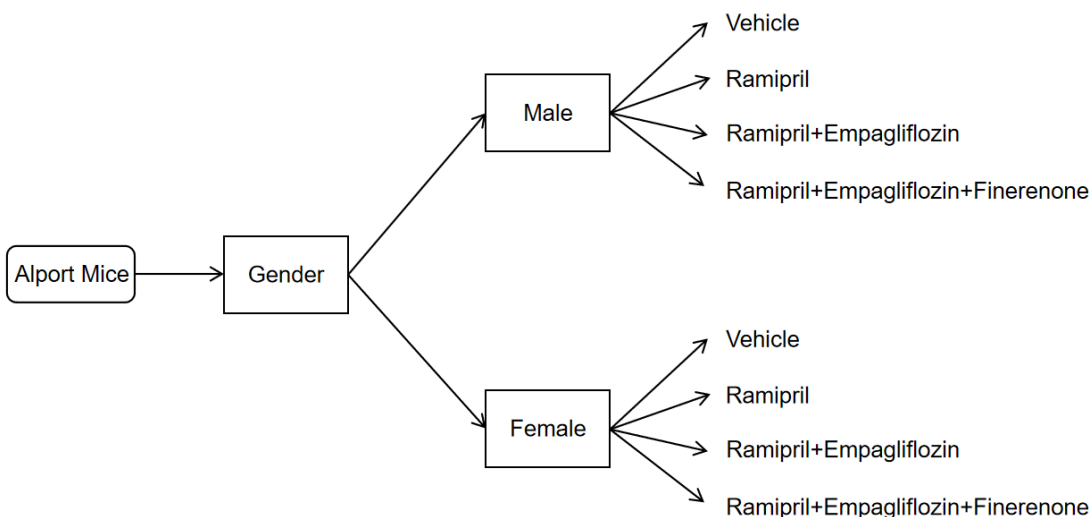 Vehicle
Ramipril
Male
Ramipril+Empagliflozin
Ramipril+Empagliflozin+Finerenone
Alport Mice
Gender
Vehicle
Ramipril
Female
Ramipril+Empagliflozin
Ramipril+Empagliflozin+Finerenone